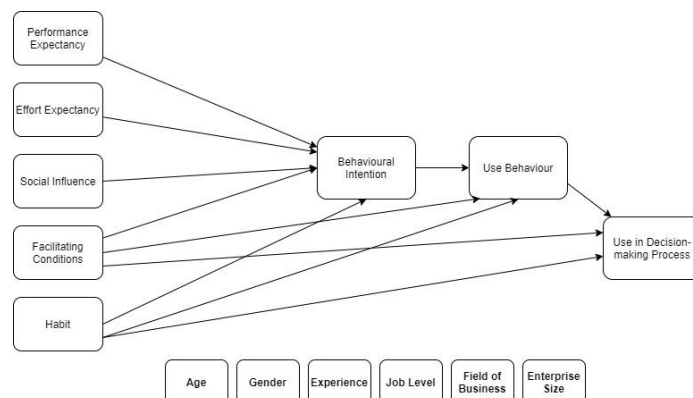 Performance
Expectancy
Effort Expectancy
Social Influence
Facilitating
Conditions
Habit
Behavioural
Intention
Use Behaviour
Use in Decision-
making Process
Age
Gender
Experience
Job Level
Field of
Business
Enterprise
Size